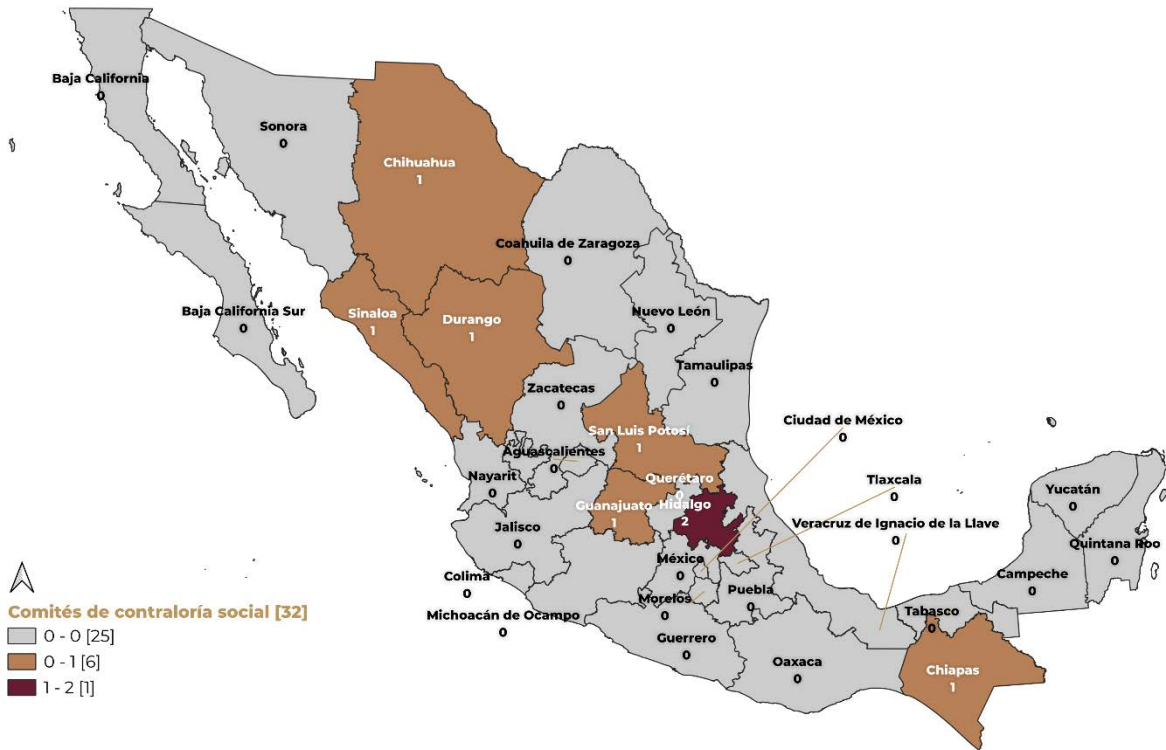 Baja California
0
Sonora
0
Chihuahua
1
Coahuila de Zaragoza
0
Baja California Sur
0
Sinaloa
1
Durango
1
Nuevo León
0
Tamaulipas
0
Zacatecas
0
San Luis Potosí
1
Ciudad de México
0
Aguascalientes
0
Nayarit
0
Querétaro
0
Tlaxcala
0
Guanajuato
1
Hidalgo
2
Yucatán
0
Jalisco
0
Veracruz de Ignacio de la Llave
0
Quintana Roo
0
México
0
Campeche
0
Colima
0
Morelos
0
Puebla
0
Michoacán de Ocampo
0
Tabasco
0
Guerrero
0
Oaxaca
0
Chiapas
1
Comités de contraloría social [32]
0 - 0 [25]
0 - 1 [6]
1 - 2 [1]